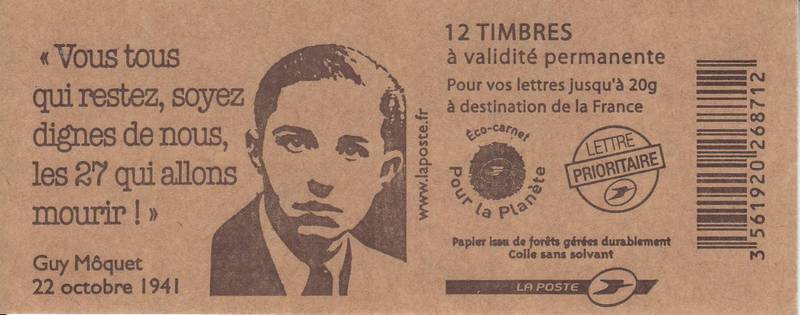 « Vous tous
qui restez, soyez
dignes de nous,
les 27 qui allons
mourir ! »
Guy Môquet
22 octobre 1941
www.laposte.fr
12 TIMBRES
à validité permanente
Pour vos lettres jusqu'à 20g
à destination de la France
Éco-carnet
Pour la Planète
LETTRE
PRIORITAIRE
Papier issu de forêts gérées durablement
Colle sans solvant
LA POSTE
3 561920 268712